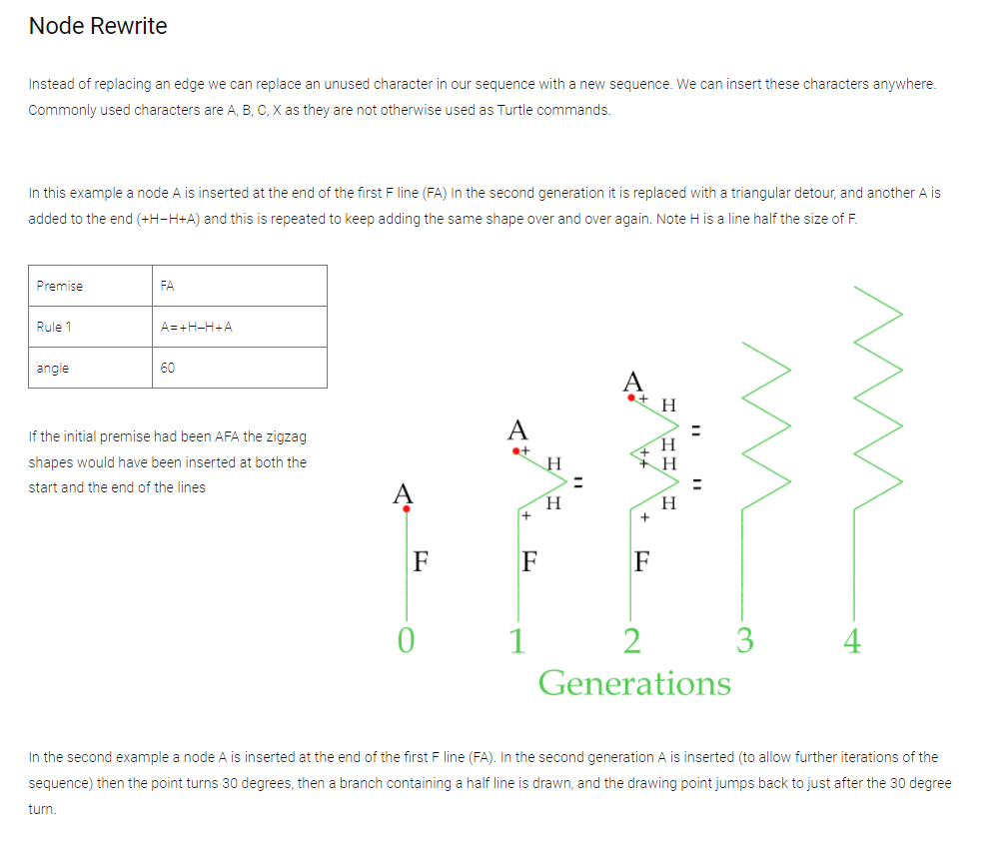 Node Rewrite
Instead of replacing an edge we can replace an unused character in our sequence with a new sequence. We can insert these characters anywhere.
Commonly used characters are A, B, C, X as they are not otherwise used as Turtle commands.
In this example a node A is inserted at the end of the first F line (FA) In the second generation it is replaced with a triangular detour, and another A is
added to the end (+H–H+A) and this is repeated to keep adding the same shape over and over again. Note H is a line half the size of F.
Premise FA
Rule 1 A=+H–H+A
angle 60
If the initial premise had been AFA the zigzag
shapes would have been inserted at both the
start and the end of the lines
A
F
0
A
+
H
=
H
+
F
1
A
+
H
=
H
+
+
H
=
H
+
F
2
3
4
Generations
In the second example a node A is inserted at the end of the first F line (FA). In the second generation A is inserted (to allow further iterations of the
sequence) then the point turns 30 degrees, then a branch containing a half line is drawn, and the drawing point jumps back to just after the 30 degree
turn.